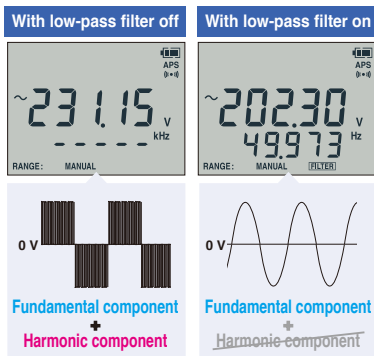 With low-pass filter off
APS
~231.15 V
----- kHz
RANGE: MANUAL
0 V
Fundamental component
+
Harmonic component
With low-pass filter on
APS
~202.30 V
49.973 Hz
RANGE: MANUAL FILTER
0 V
Fundamental component
+
Harmonic component